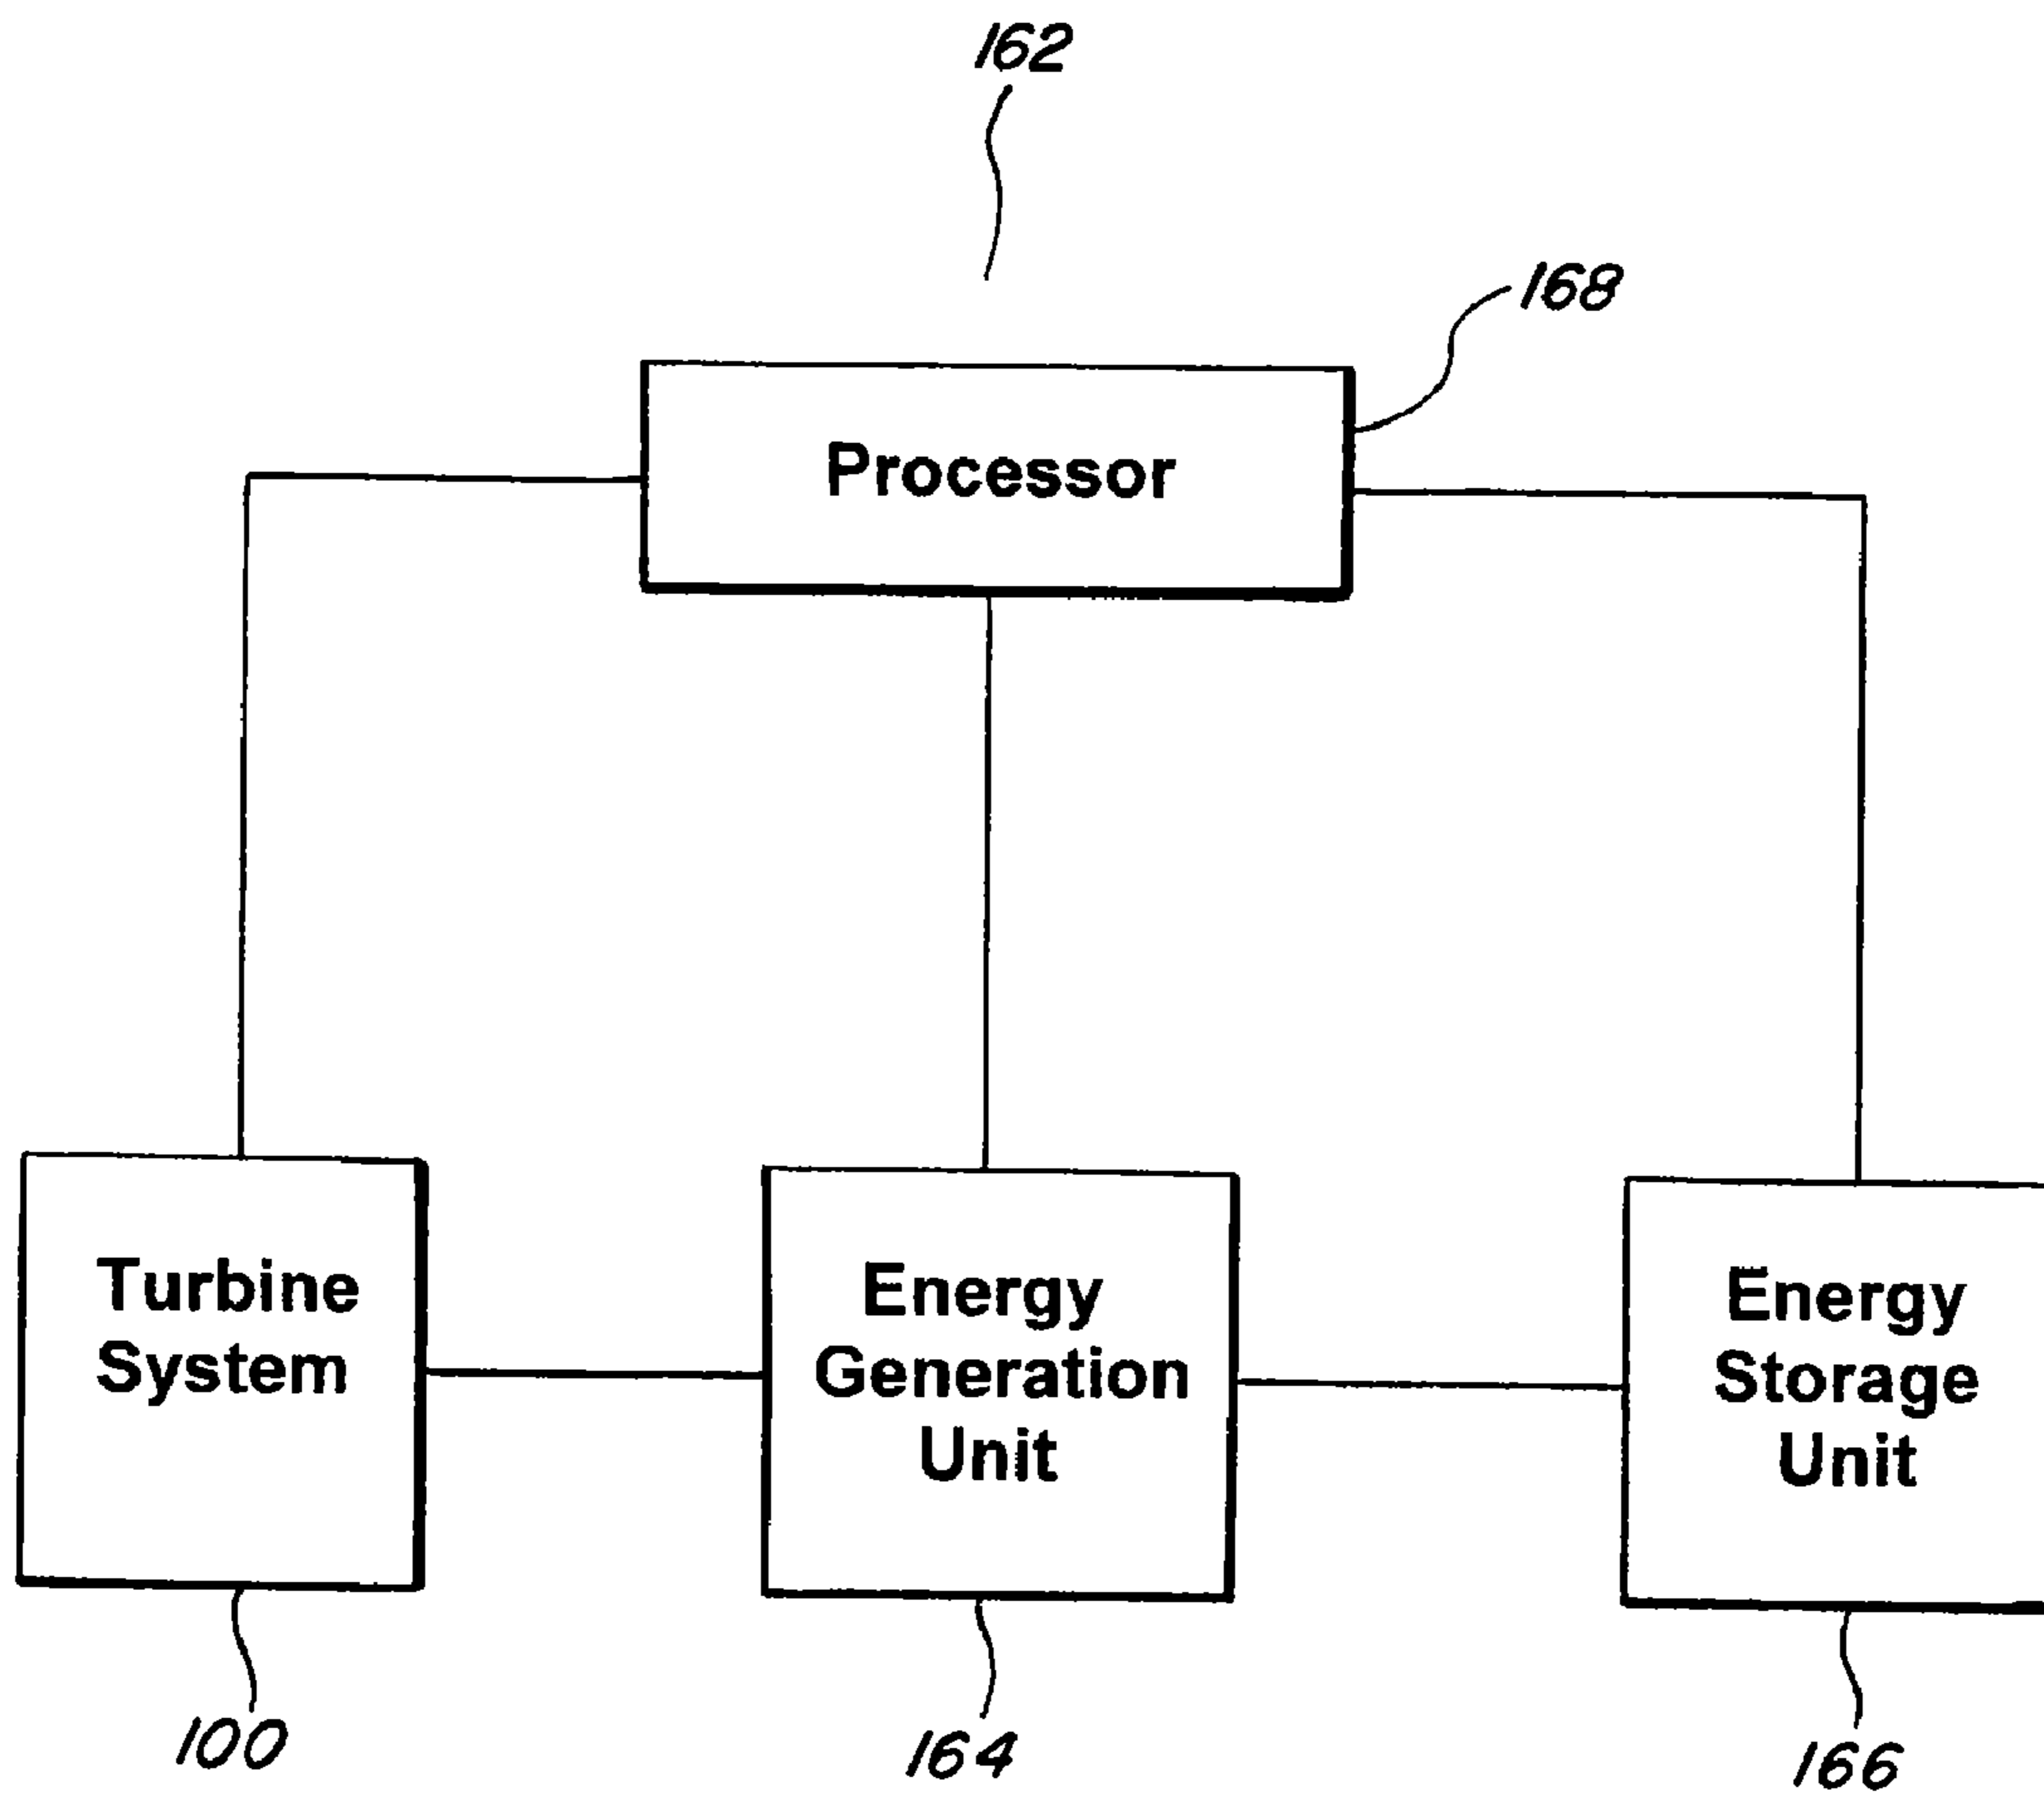 162
168
Processor
Turbine
System
Energy
Generation
Unit
Energy
Storage
Unit
100
164
166